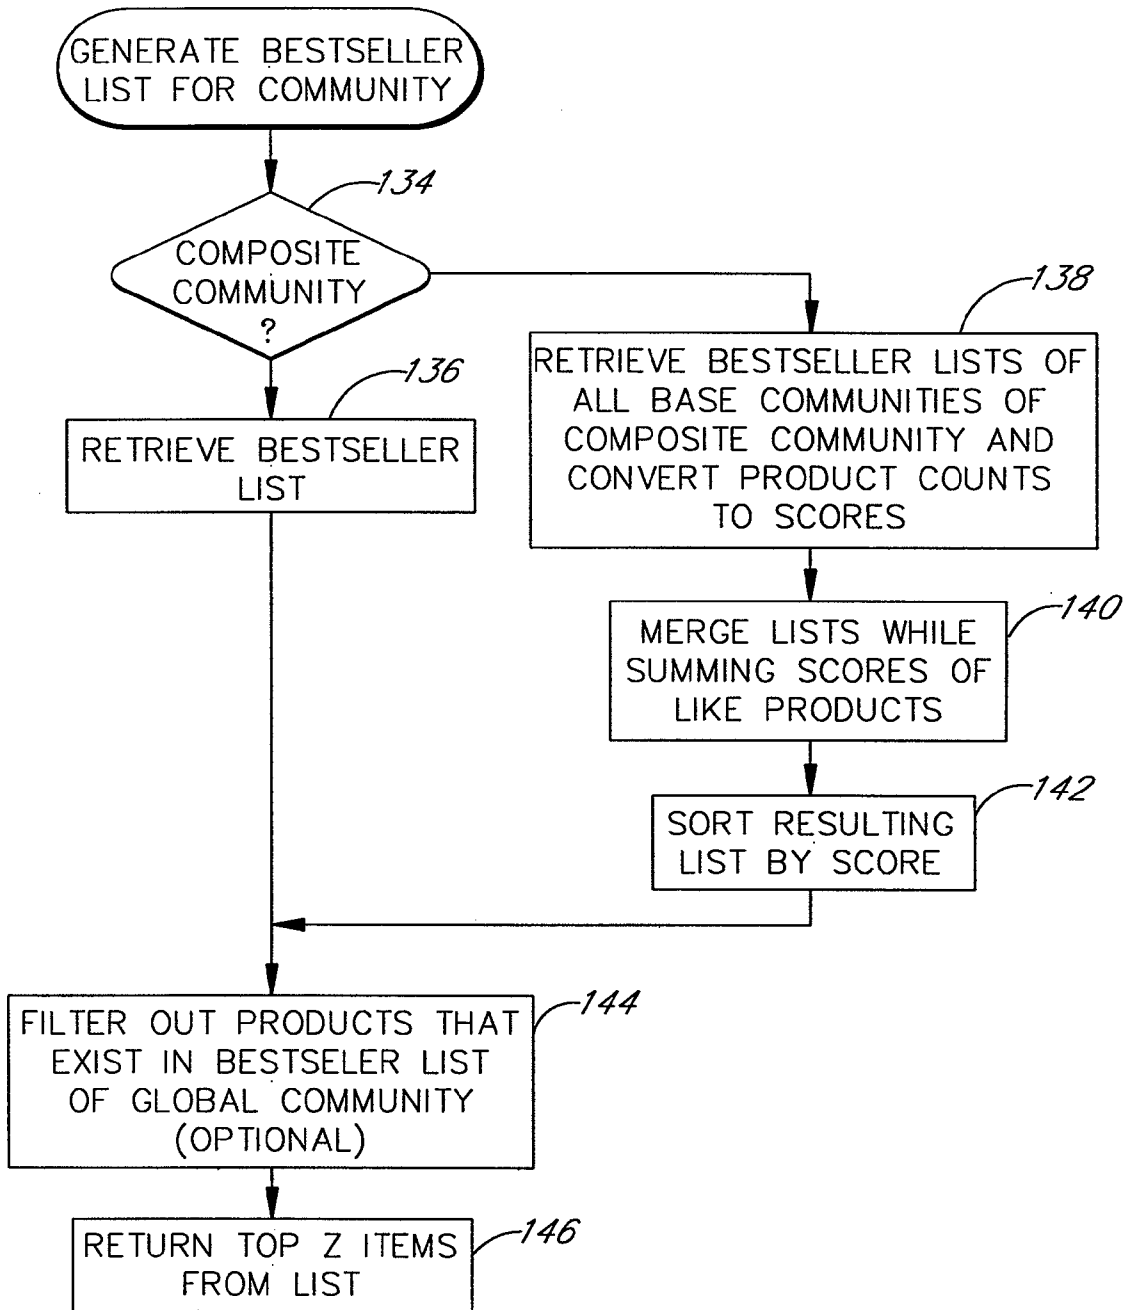 GENERATE BESTSELLER
LIST FOR COMMUNITY
134
COMPOSITE
COMMUNITY
?
136
RETRIEVE BESTSELLER
LIST
138
RETRIEVE BESTSELLER LISTS OF
ALL BASE COMMUNITIES OF
COMPOSITE COMMUNITY AND
CONVERT PRODUCT COUNTS
TO SCORES
140
MERGE LISTS WHILE
SUMMING SCORES OF
LIKE PRODUCTS
142
SORT RESULTING
LIST BY SCORE
144
FILTER OUT PRODUCTS THAT
EXIST IN BESTSELER LIST
OF GLOBAL COMMUNITY
(OPTIONAL)
146
RETURN TOP Z ITEMS
FROM LIST